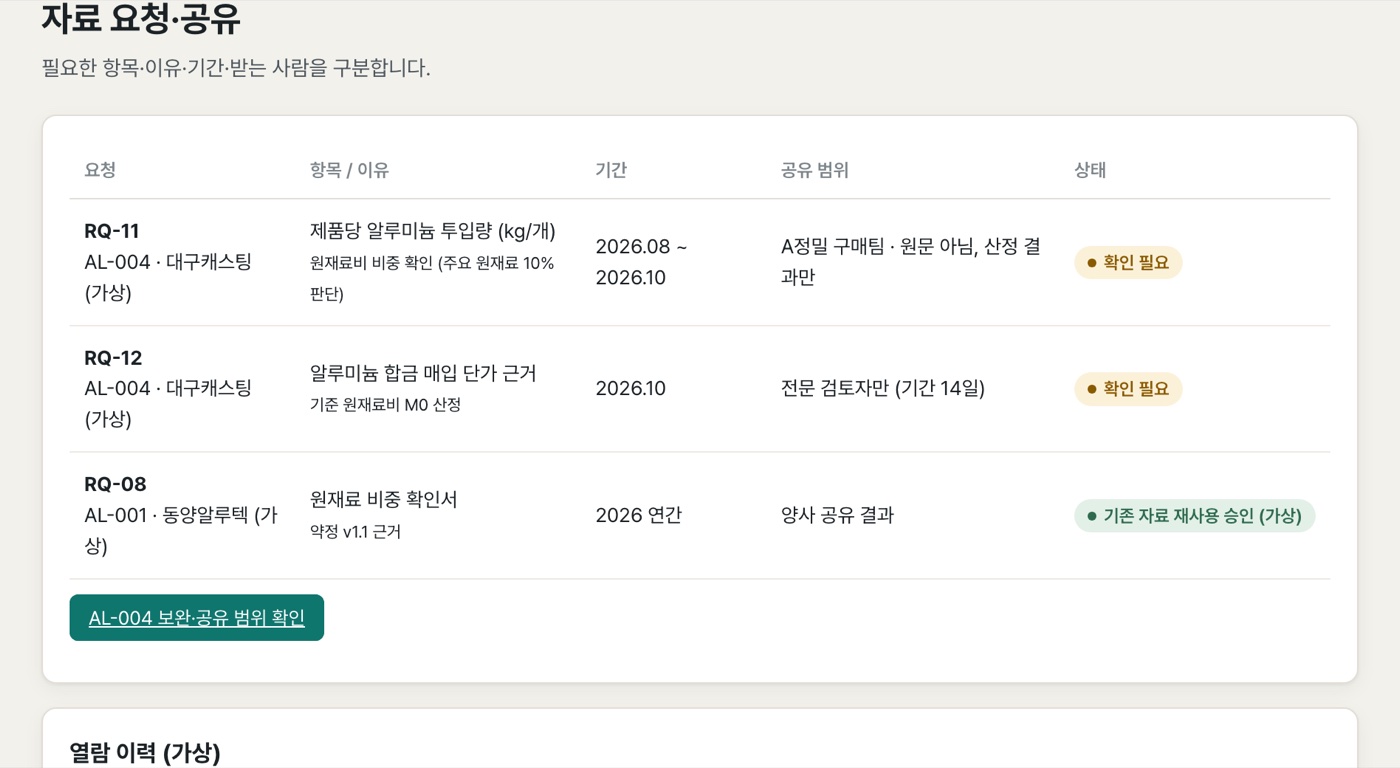 자료 요청·공유
필요한 항목·이유·기간·받는 사람을 구분합니다.
요청 항목 / 이유 기간 공유 범위 상태
RQ-11
AL-004 · 대구캐스팅
(가상)
제품당 알루미늄 투입량 (kg/개)
원재료비 비중 확인 (주요 원재료 10%
판단)
2026.08 ~
2026.10
A정밀 구매팀 · 원문 아님, 산정 결
과만
확인 필요
RQ-12
AL-004 · 대구캐스팅
(가상)
알루미늄 합금 매입 단가 근거
기준 원재료비 M0 산정
2026.10
전문 검토자만 (기간 14일)
확인 필요
RQ-08
AL-001 · 동양알루텍 (가
상)
원재료 비중 확인서
약정 v1.1 근거
2026 연간
양사 공유 결과
기존 자료 재사용 승인 (가상)
AL-004 보완·공유 범위 확인
열람 이력 (가상)